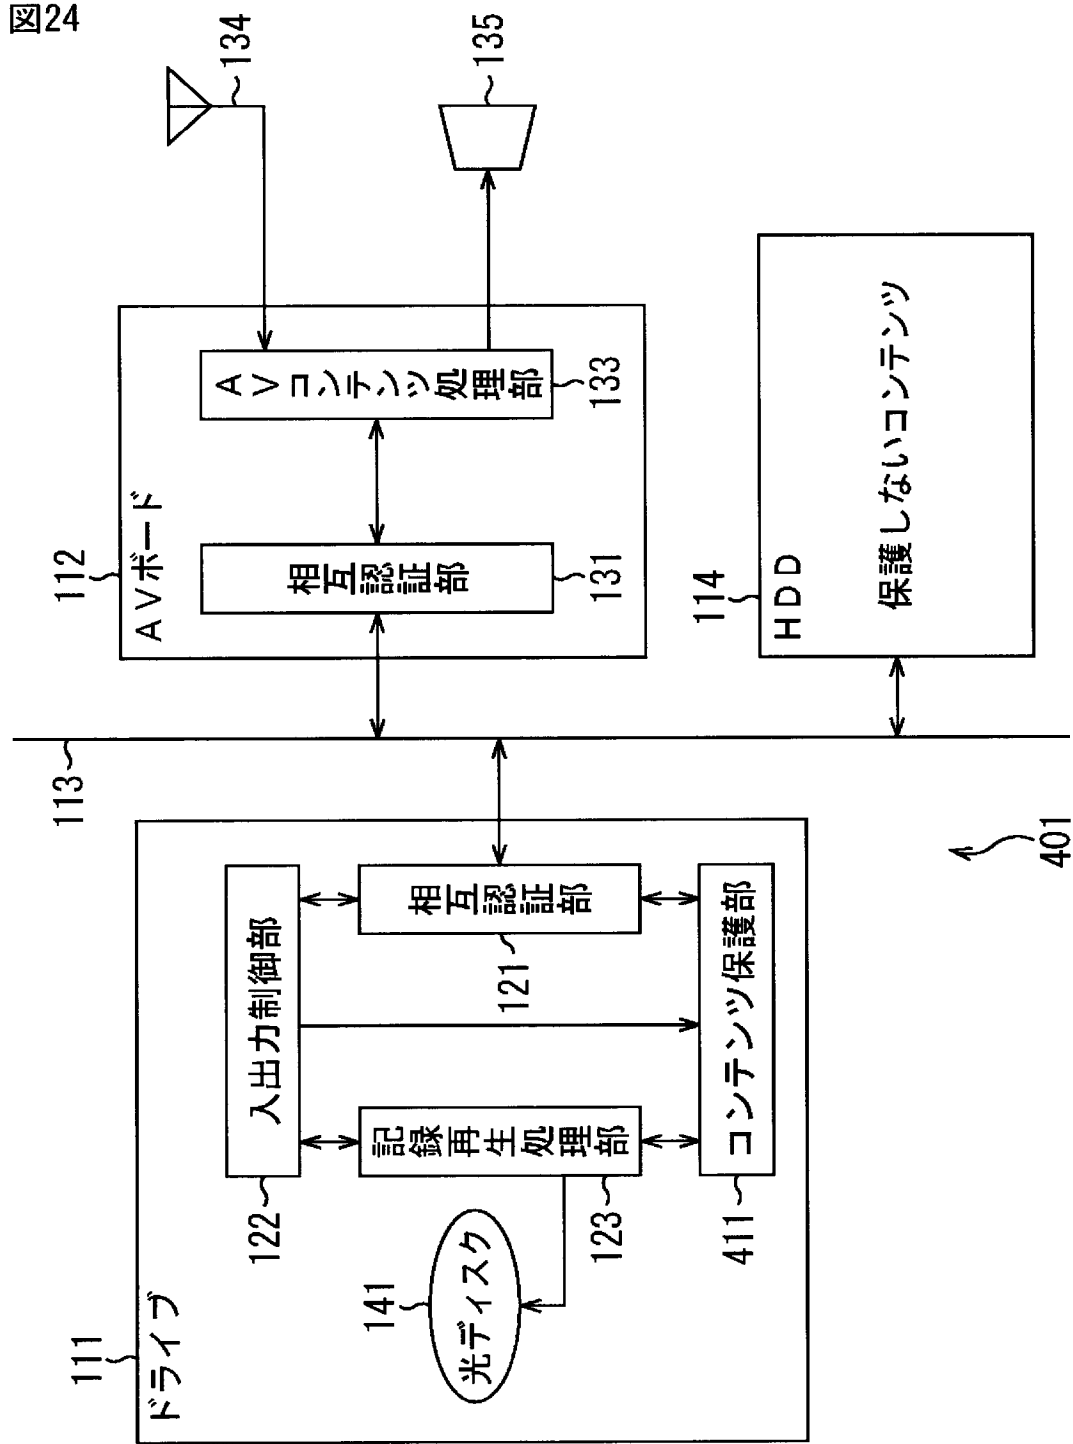 図24
111
ドライブ
141
光ディスク
122
入出力制御部
記録再生処理部
123
相互認証部
121
コンテンツ保護部
411
113
401
112
AVボード
相互認証部
131
AVコンテンツ処理部
133
134
135
114
HDD
保護しないコンテンツ